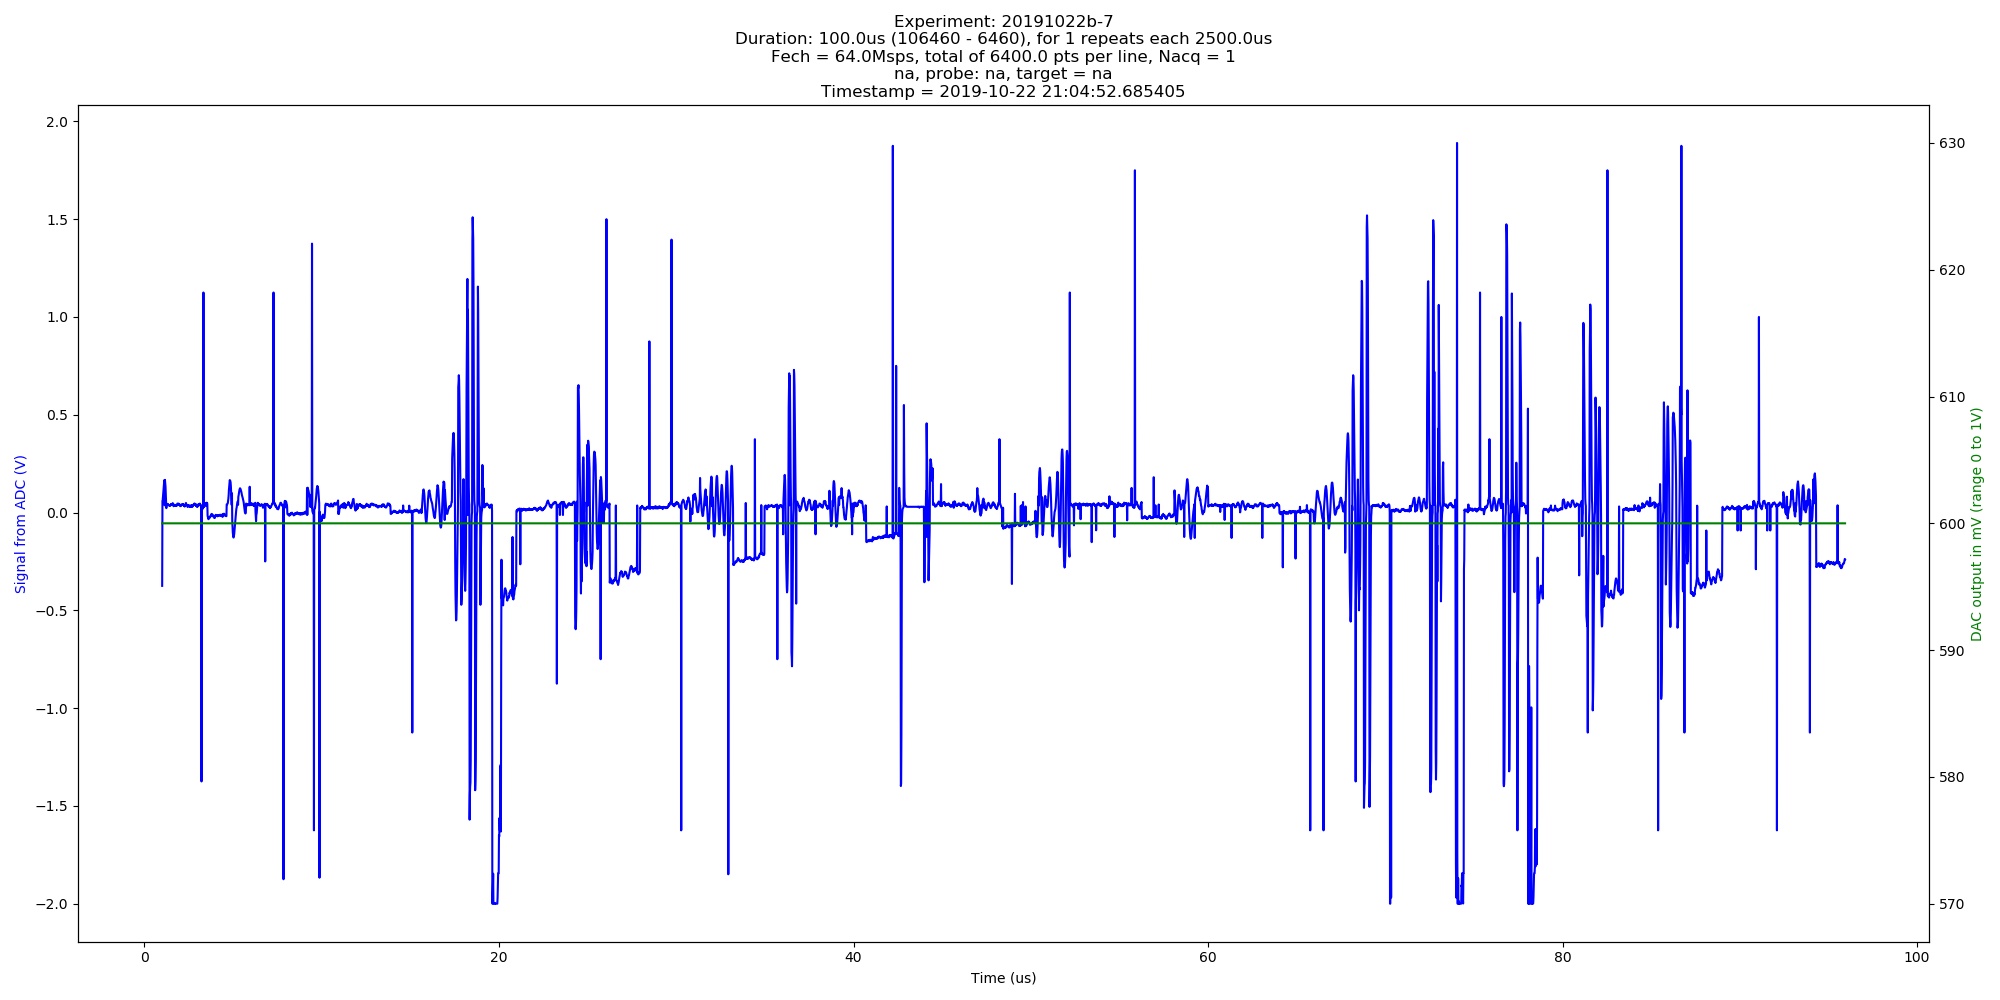 Experiment: 20191022b-7
Duration: 100.0us (106460 - 6460), for 1 repeats each 2500.0us
Fech = 64.0Msps, total of 6400.0 pts per line, Nacq = 1
na, probe: na, target = na
Timestamp = 2019-10-22 21:04:52.685405
2.0
1.5
1.0
0.5
0.0
−0.5
−1.0
−1.5
−2.0
Signal from ADC (V)
630
620
610
600
590
580
570
DAC output in mV (range 0 to 1V)
0 20 40 60 80 100
Time (us)